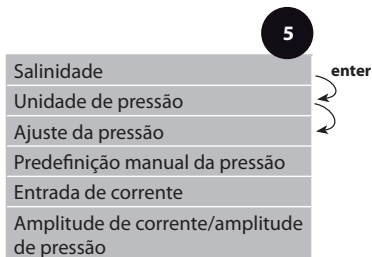 5
Salinidade
enter
Unidade de pressão
Ajuste da pressão
Predefinição manual da pressão
Entrada de corrente
Amplitude de corrente/amplitude
de pressão